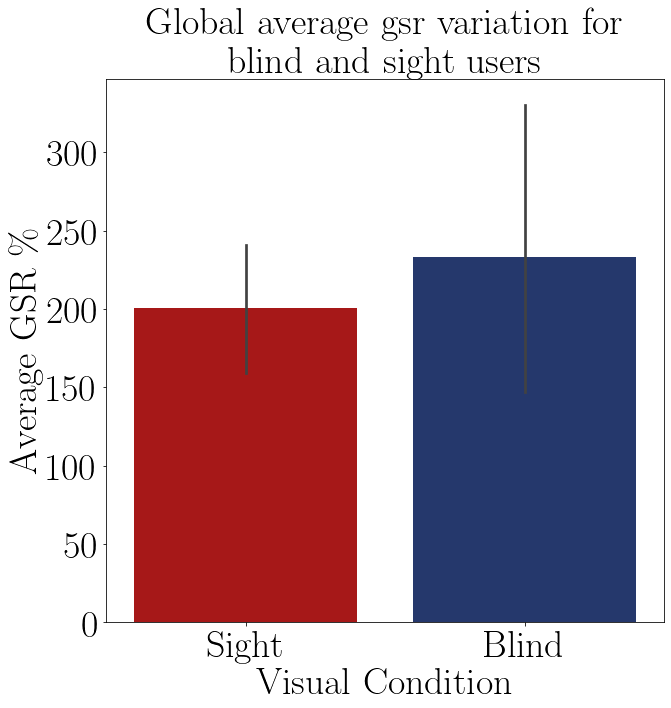 Global average gsr variation for
blind and sight users
Average GSR %
300
250
200
150
100
50
0
Sight
Blind
Visual Condition